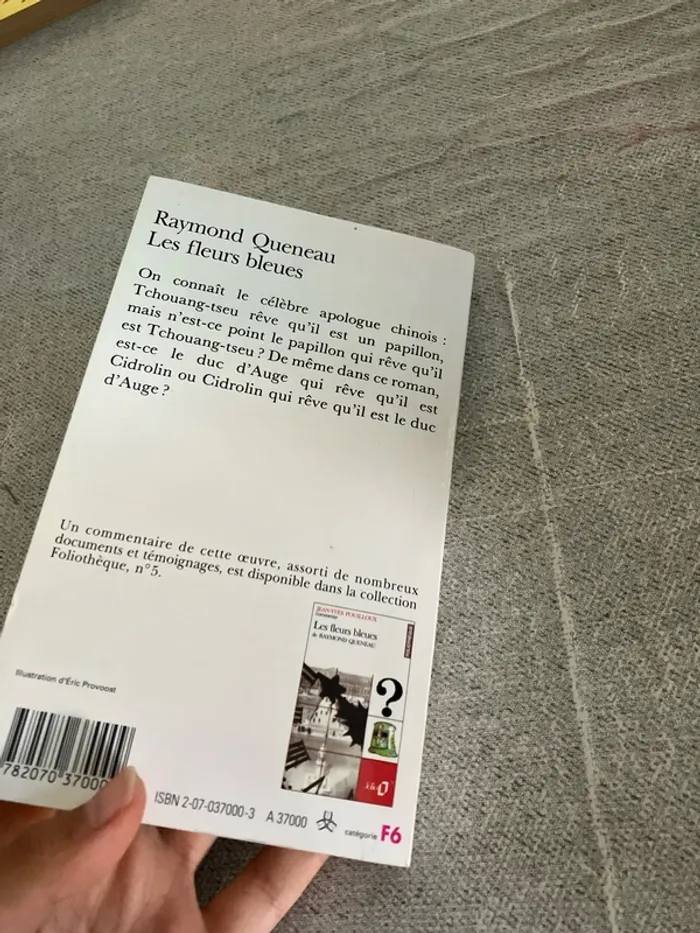 Raymond Queneau
Les fleurs bleues
On connaît le célèbre apologue chinois :
Tchouang-tseu rêve qu'il est un papillon,
mais n'est-ce point le papillon qui rêve qu'il
est Tchouang-tseu ? De même dans ce roman,
est-ce le duc d'Auge qui rêve qu'il est
Cidrolin ou Cidrolin qui rêve qu'il est le duc
d'Auge ?
Un commentaire de cette œuvre, assorti de nombreux
documents et témoignages, est disponible dans la collection
Foliothèque, n° 5.
JEAN-YVES POUILLOUX
Les fleurs bleues
de RAYMOND QUENEAU
?
Illustration d'Éric Provoost
782070 37000
ISBN 2-07-037000-3 A 37000
catégorie F6